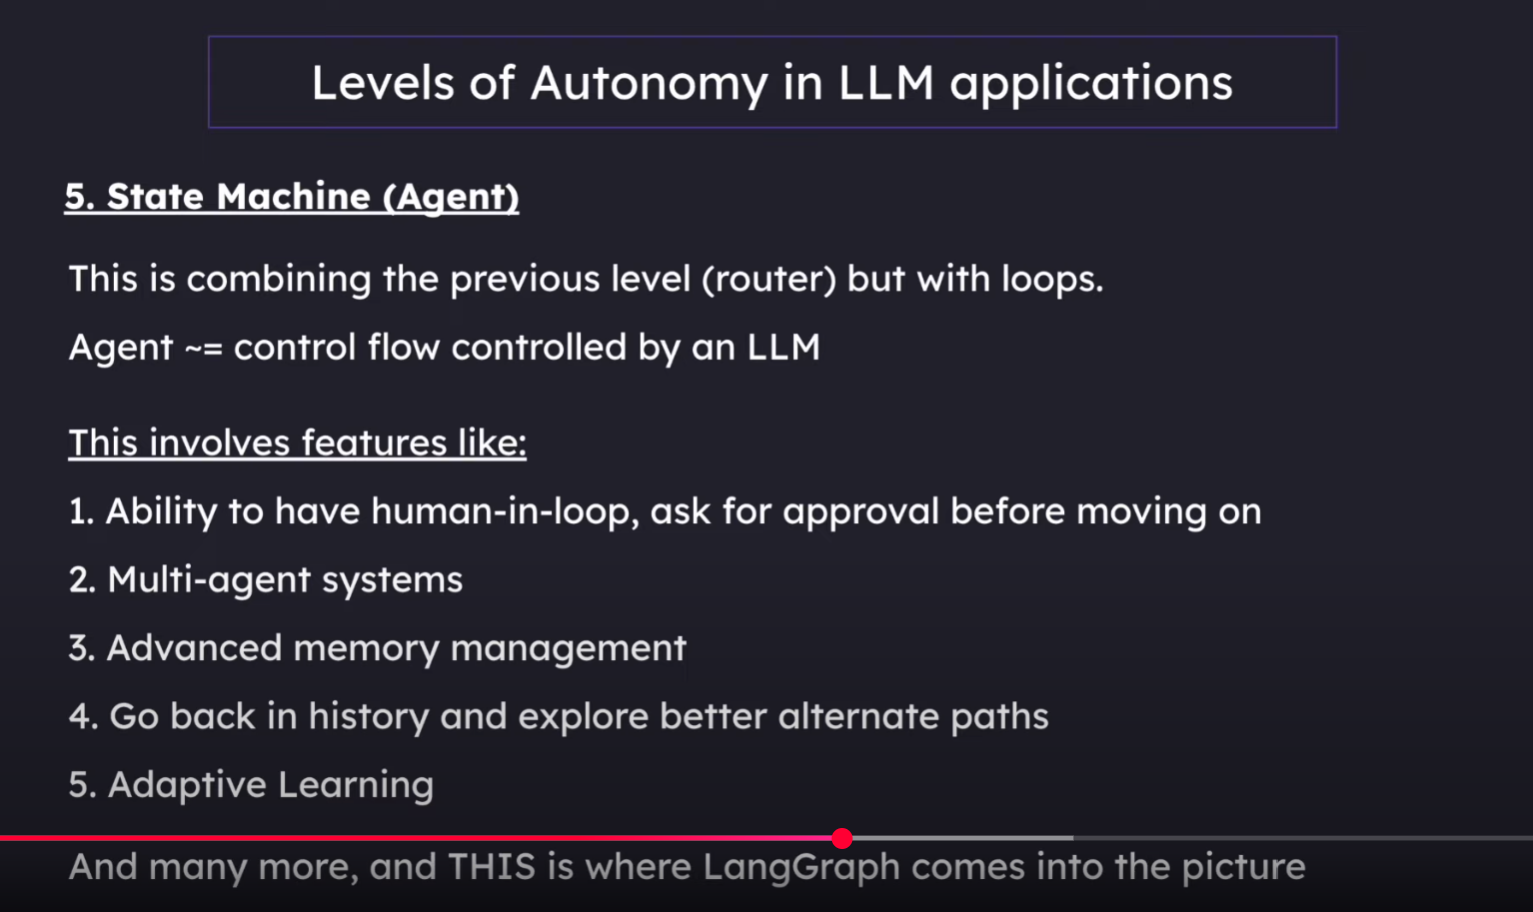 Levels of Autonomy in LLM applications
5. State Machine (Agent)
This is combining the previous level (router) but with loops.
Agent ~= control flow controlled by an LLM
This involves features like:
1. Ability to have human-in-loop, ask for approval before moving on
2. Multi-agent systems
3. Advanced memory management
4. Go back in history and explore better alternate paths
5. Adaptive Learning
And many more, and THIS is where LangGraph comes into the picture